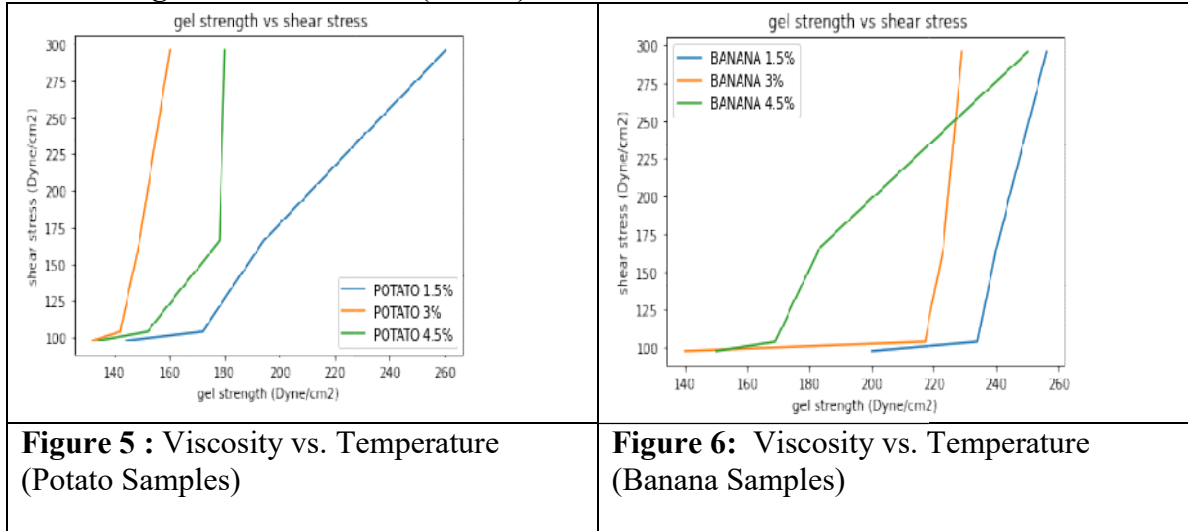 gel strength vs shear stress
300
275
250
225
200
175
150
125
100
shear stress (Dyne/cm2)
POTATO 1.5%
POTATO 3%
POTATO 4.5%
140 160 180 200 220 240 260
gel strength (Dyne/cm2)
Figure 5 : Viscosity vs. Temperature
(Potato Samples)
gel strength vs shear stress
300
275
250
225
200
175
150
125
100
shear stress (Dyne/cm2)
BANANA 1.5%
BANANA 3%
BANANA 4.5%
140 160 180 200 220 240 260
gel strength (Dyne/cm2)
Figure 6: Viscosity vs. Temperature
(Banana Samples)